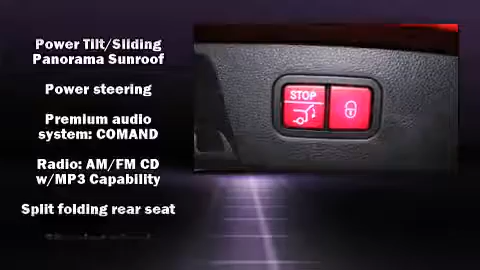 Power Tilt/Sliding
Panorama Sunroof
Power steering
Premium audio
system: COMAND
Radio: AM/FM CD
w/MP3 Capability
Split folding rear seat
STOP